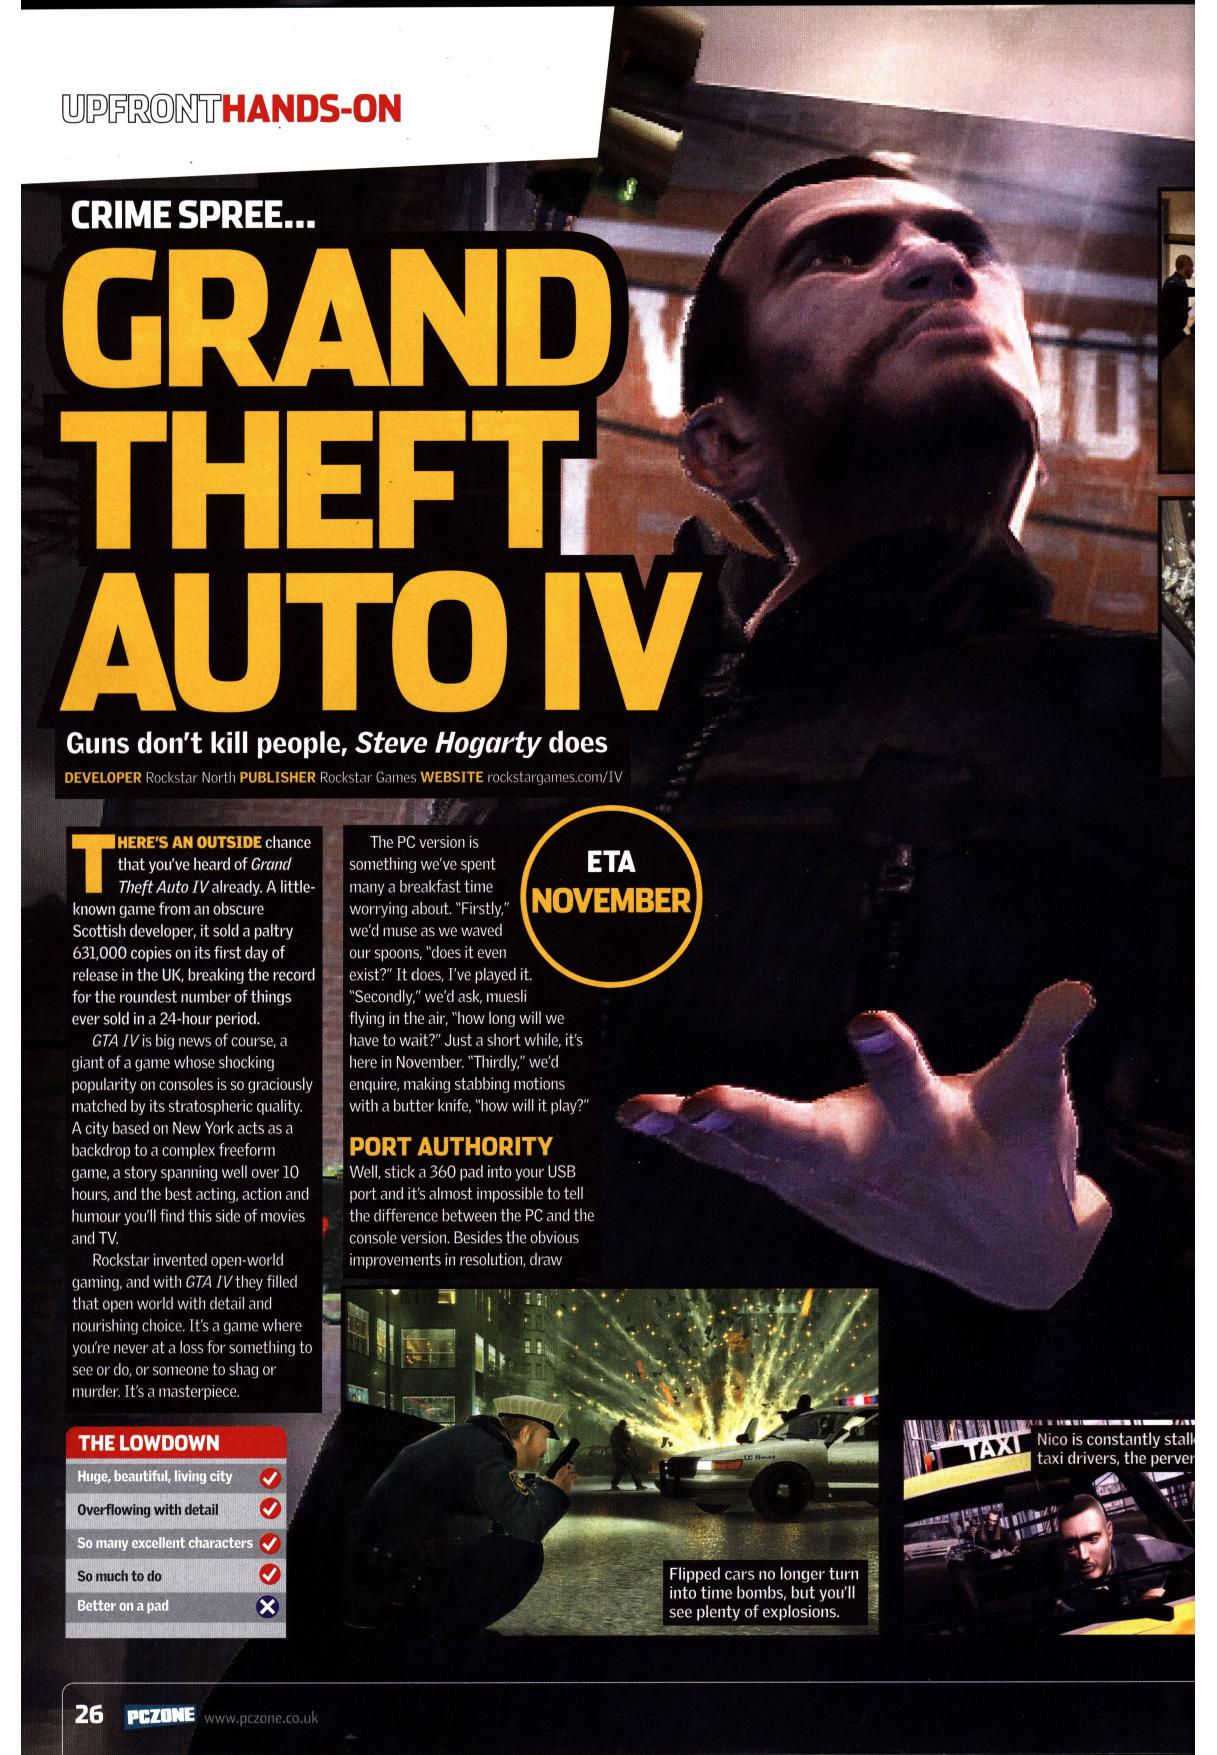 UPFRONTHANDS-ON
CRIME SPREE...
GRAND
THEFT
AUTO IV
Guns don't kill people, Steve Hogarty does
DEVELOPER Rockstar North PUBLISHER Rockstar Games WEBSITE rockstargames.com/IV
THERE'S AN OUTSIDE chance
that you've heard of Grand
Theft Auto IV already. A little-
known game from an obscure
Scottish developer, it sold a paltry
631,000 copies on its first day of
release in the UK, breaking the record
for the roundest number of things
ever sold in a 24-hour period.
GTA IV is big news of course, a
giant of a game whose shocking
popularity on consoles is so graciously
matched by its stratospheric quality.
A city based on New York acts as a
backdrop to a complex freeform
game, a story spanning well over 10
hours, and the best acting, action and
humour you'll find this side of movies
and TV.
Rockstar invented open-world
gaming, and with GTA IV they filled
that open world with detail and
nourishing choice. It's a game where
you're never at a loss for something to
see or do, or someone to shag or
murder. It's a masterpiece.
The PC version is
something we've spent
many a breakfast time
worrying about. "Firstly,"
we'd muse as we waved
our spoons, "does it even
exist?" It does, I've played it.
"Secondly," we'd ask, muesli
flying in the air, "how long will we
have to wait?" Just a short while, it's
here in November. "Thirdly," we'd
enquire, making stabbing motions
with a butter knife, "how will it play?"
PORT AUTHORITY
Well, stick a 360 pad into your USB
port and it's almost impossible to tell
the difference between the PC and the
console version. Besides the obvious
improvements in resolution, draw
ETA
NOVEMBER
THE LOWDOWN
Huge, beautiful, living city
Overflowing with detail
So many excellent characters
So much to do
Better on a pad
LC
Flipped cars no longer turn
into time bombs, but you'll
see plenty of explosions.
TAXI
Nico is constantly stalk
taxi drivers, the perver
26 PCZONE www.pczone.co.uk